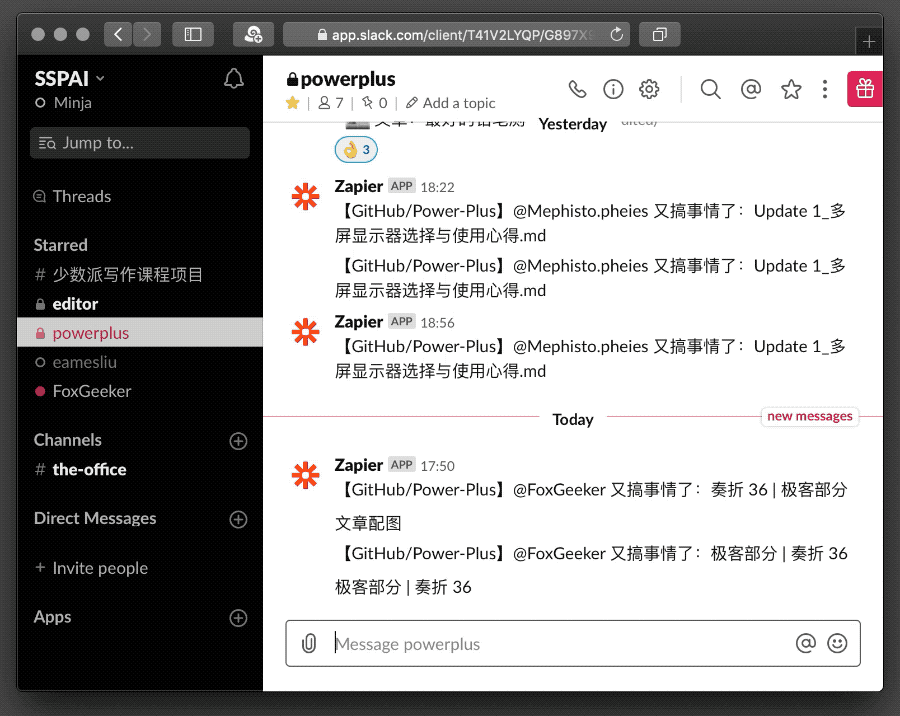 app.slack.com/client/T41V2LYQP/G897X9
SSPAI
Minja
Jump to...
Threads
Starred
# 少数派写作课程项目
editor
powerplus
eamesliu
FoxGeeker
Channels
# the-office
Direct Messages
+ Invite people
Apps
powerplus
7 | 0 | Add a topic
文章：最好的铅笔测
Yesterday
3
Zapier APP 18:22
【GitHub/Power-Plus】@Mephisto.pheies 又搞事情了：Update 1_多
屏显示器选择与使用心得.md
【GitHub/Power-Plus】@Mephisto.pheies 又搞事情了：Update 1_多
屏显示器选择与使用心得.md
Zapier APP 18:56
【GitHub/Power-Plus】@Mephisto.pheies 又搞事情了：Update 1_多
屏显示器选择与使用心得.md
Today
new messages
Zapier APP 17:50
【GitHub/Power-Plus】@FoxGeeker 又搞事情了：奏折 36 | 极客部分
文章配图
【GitHub/Power-Plus】@FoxGeeker 又搞事情了：极客部分 | 奏折 36
极客部分 | 奏折 36
Message powerplus